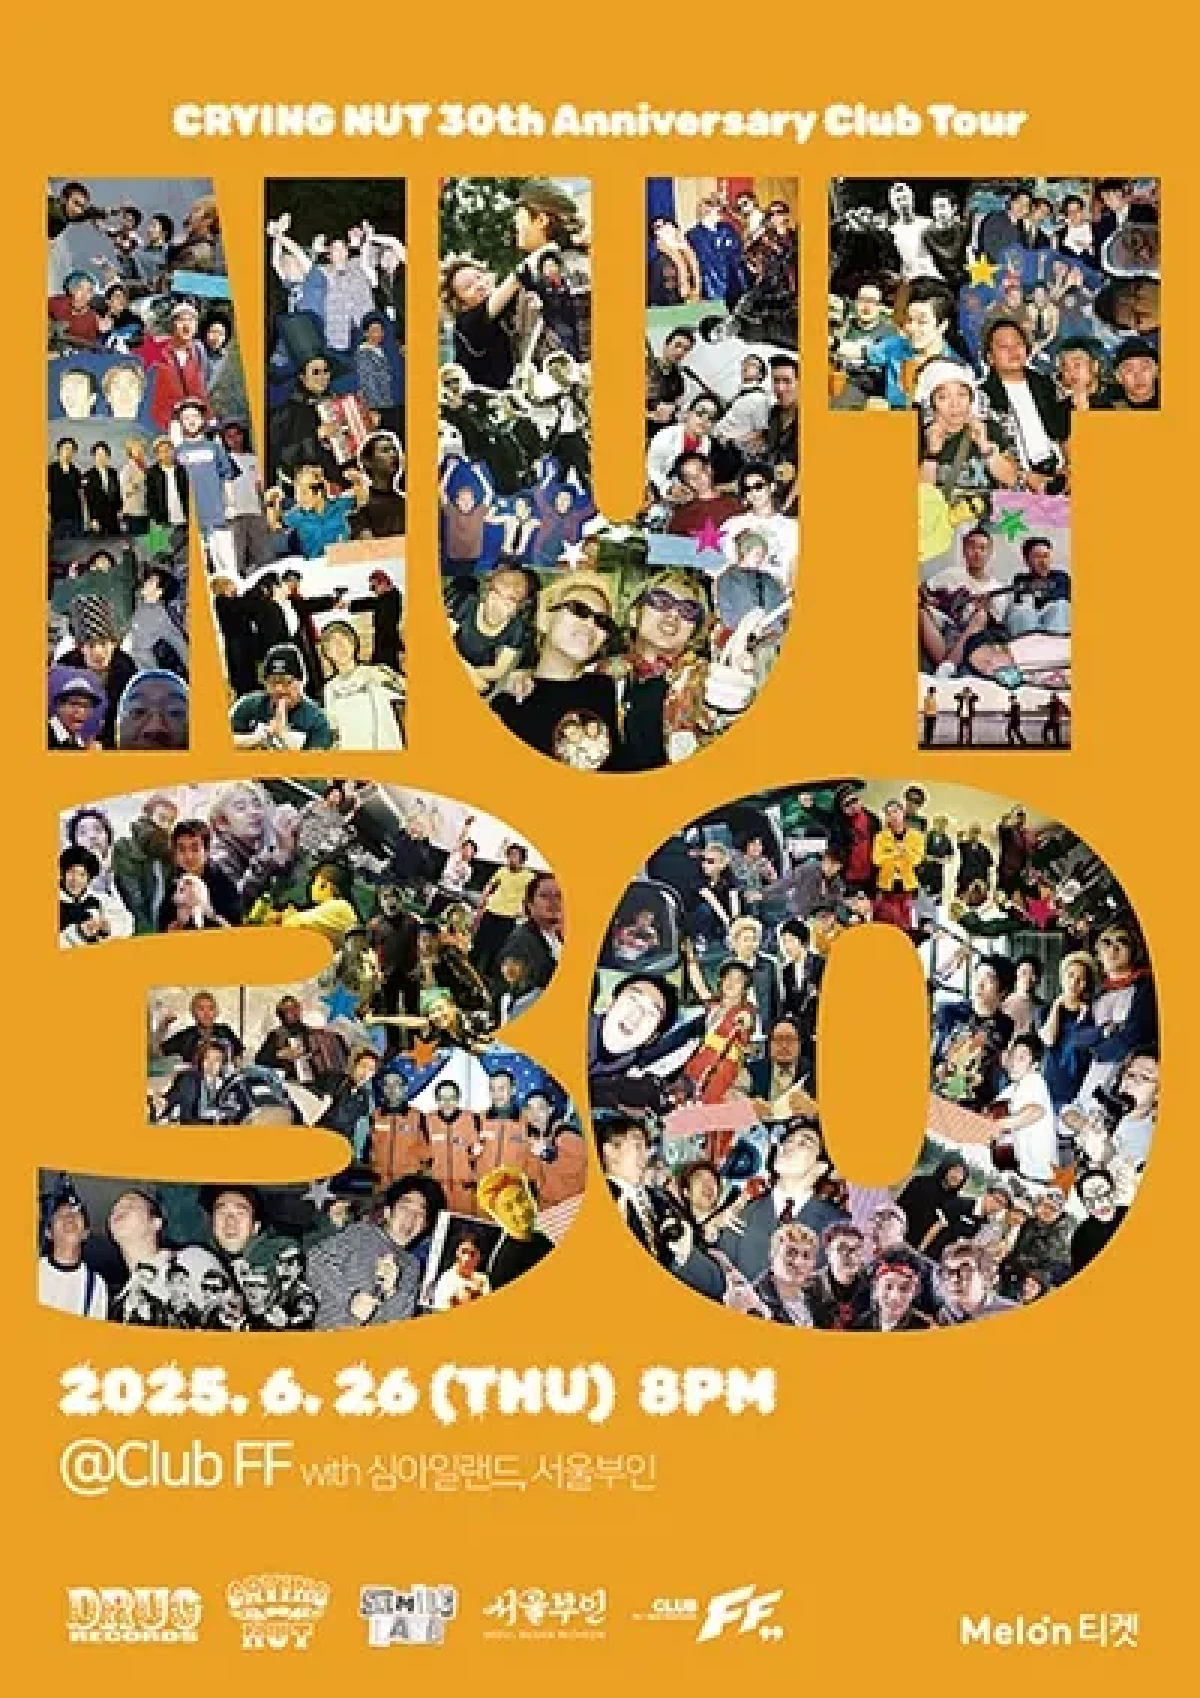 CRYING NUT 30th Anniversary Club Tour
NUT
30
2025. 6. 26 (THU) 8PM
@Club FF with 심아일랜드, 서울부인
DRUG RECORDS
CRYING NUT
서울부인
CLUB FF
Melon 티켓